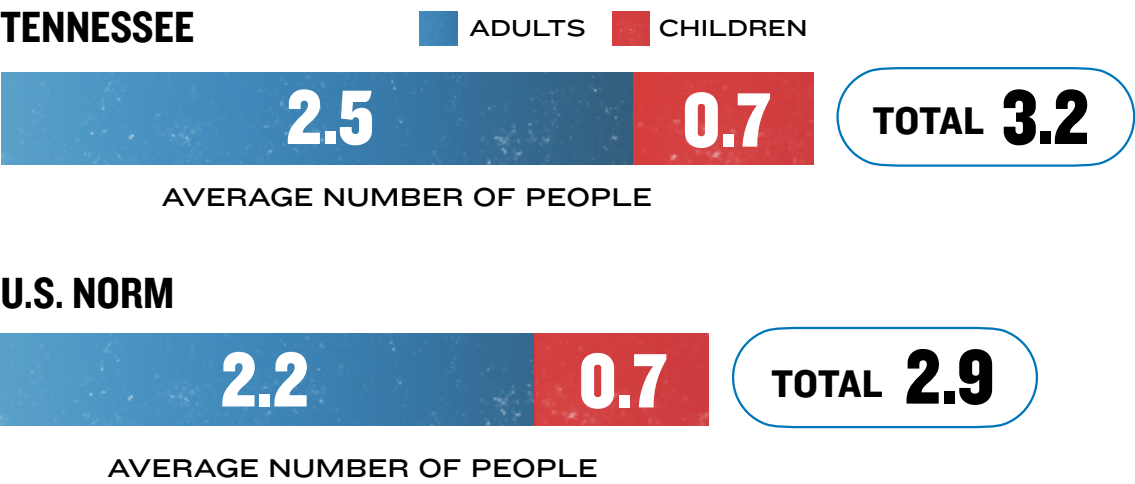 TENNESSEE
ADULTS CHILDREN
2.5 0.7 TOTAL 3.2
AVERAGE NUMBER OF PEOPLE
U.S. NORM
2.2 0.7 TOTAL 2.9
AVERAGE NUMBER OF PEOPLE